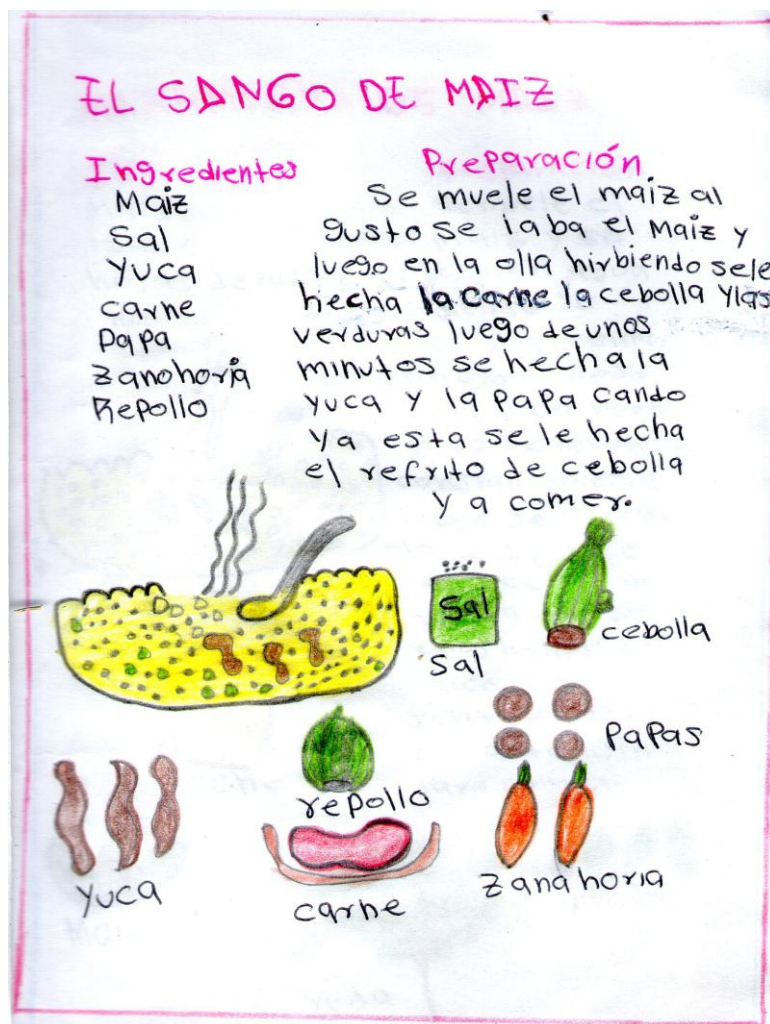 EL SANGO DE MAIZ
Ingredientes
Maiz
Sal
Yuca
carne
Papa
Zanohoria
Repollo
Preparación
Se muele el maiz al
gusto se laba el Maiz y
luego en la olla hirbiendo sele
hecha la carne la cebolla Ylas
verduras luego de unos
minutos se hecha la
yuca y la papa cando
Ya esta se le hecha
el refrito de cebolla
Y a comer.
Sal
Sal
cebolla
Papas
repollo
Yuca
carne
Zanahoria